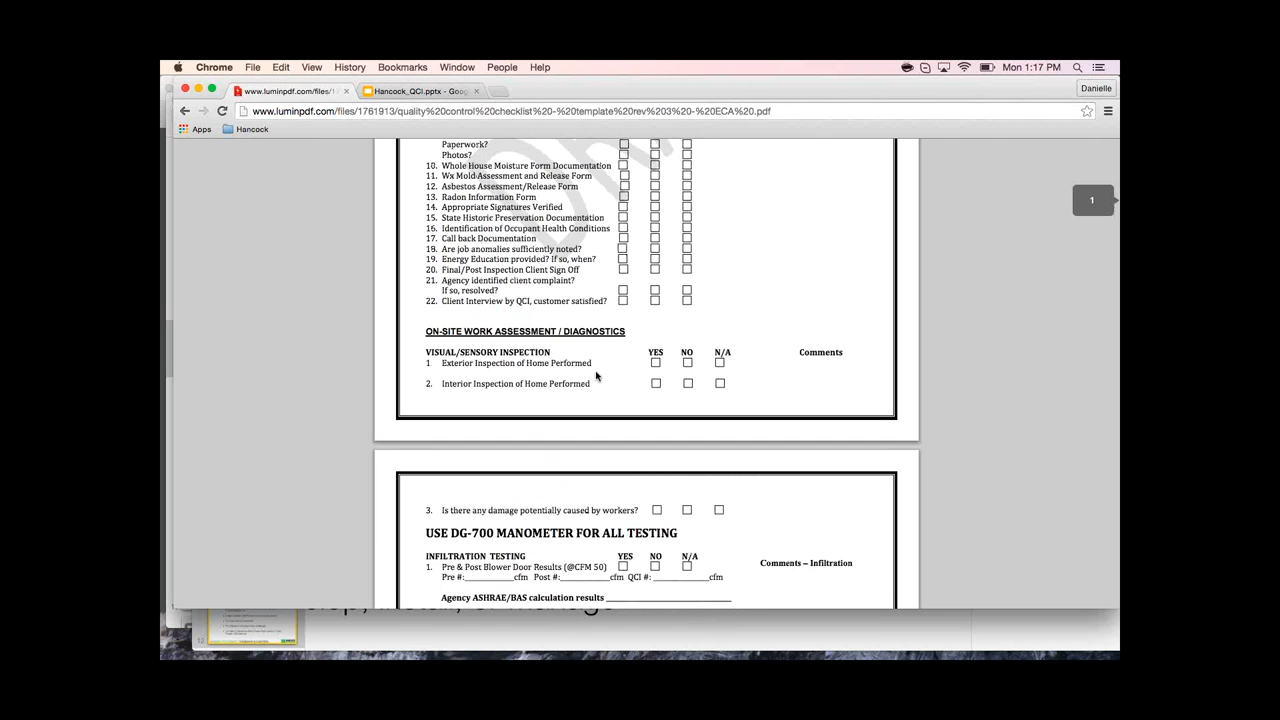 Chrome File Edit View History Bookmarks Window People Help Mon 1:17 PM
www.luminpdf.com/files/1 Hancock_QCI.pptx - Goog Danielle
www.luminpdf.com/files/1761913/quality%20control%20checklist%20-%20template%20rev%203%20-%20ECA%20.pdf
Apps Hancock
Paperwork?
Photos?
10. Whole House Moisture Form Documentation
11. Wx Mold Assessment and Release Form
12. Asbestos Assessment/Release Form
13. Radon Information Form
14. Appropriate Signatures Verified
15. State Historic Preservation Documentation
16. Identification of Occupant Health Conditions
17. Call back Documentation
18. Are job anomalies sufficiently noted?
19. Energy Education provided? If so, when?
20. Final/Post Inspection Client Sign Off
21. Agency identified client complaint?
If so, resolved?
22. Client Interview by QCI, customer satisfied?
1
ON-SITE WORK ASSESSMENT / DIAGNOSTICS
VISUAL/SENSORY INSPECTION YES NO N/A Comments
1 Exterior Inspection of Home Performed
2. Interior Inspection of Home Performed
3. Is there any damage potentially caused by workers?
USE DG-700 MANOMETER FOR ALL TESTING
INFILTRATION TESTING YES NO N/A Comments – Infiltration
1. Pre & Post Blower Door Results (@CFM 50)
Pre #:____________cfm Post #:____________cfm QCI #: ____________cfm
Agency ASHRAE/BAS calculation results ______________________________
12